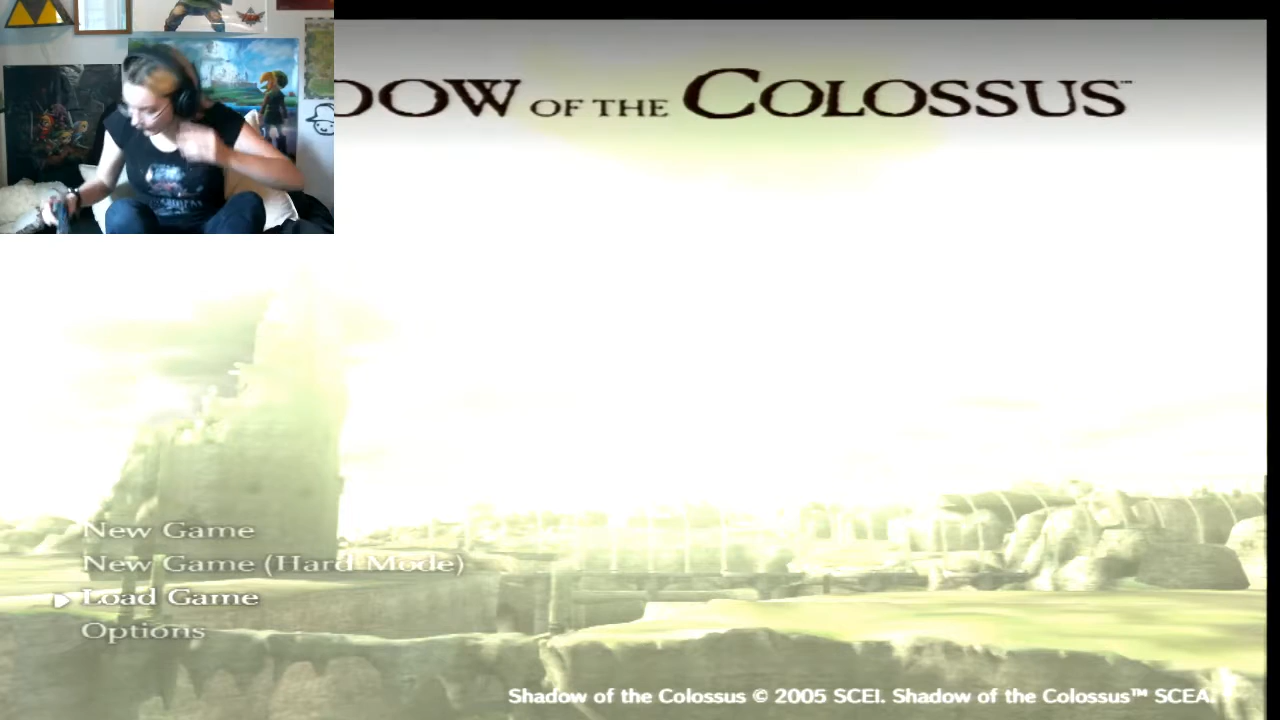 DOW OF THE COLOSSUS™
New Game
New Game (Hard Mode)
Load Game
Options
Shadow of the Colossus © 2005 SCEI. Shadow of the Colossus™ SCEA.